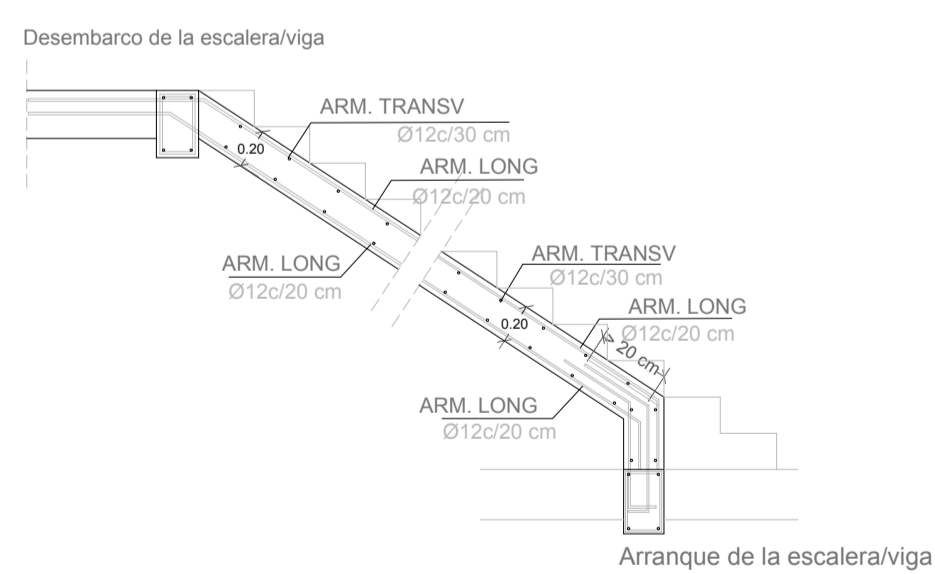 Desembarco de la escalera/viga
ARM. TRANSV
Ø12c/30 cm
0.20
ARM. LONG
Ø12c/20 cm
ARM. LONG
Ø12c/20 cm
ARM. TRANSV
Ø12c/30 cm
ARM. LONG
Ø12c/20 cm
0.20
> 20 cm
ARM. LONG
Ø12c/20 cm
Arranque de la escalera/viga